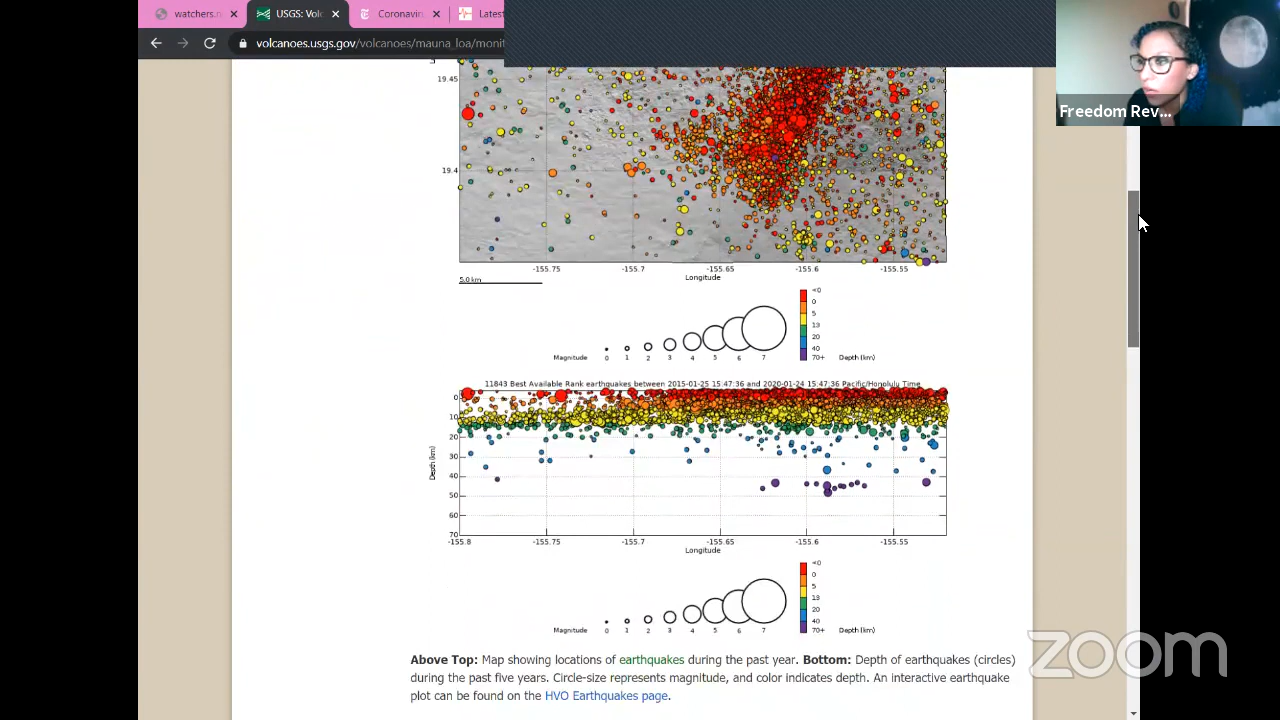 watchers.n
USGS: Volc
Coronavir
Latest
volcanoes.usgs.gov/volcanoes/mauna_loa/monit
Freedom Rev...
19.45
19.4
-155.75 -155.7 -155.65 -155.6 -155.55
Longitude
5.0 km
<0
0
5
13
20
40
Magnitude 0 1 2 3 4 5 6 7 70+ Depth (km)
11843 Best Available Rank earthquakes between 2015-01-25 15:47:36 and 2020-01-24 15:47:36 Pacific/Honolulu Time
0
10
20
30
40
50
60
70
Depth (km)
-155.8 -155.75 -155.7 -155.65 -155.6 -155.55
Longitude
<0
0
5
13
20
40
Magnitude 0 1 2 3 4 5 6 7 70+ Depth (km)
Above Top: Map showing locations of earthquakes during the past year. Bottom: Depth of earthquakes (circles)
during the past five years. Circle-size represents magnitude, and color indicates depth. An interactive earthquake
plot can be found on the HVO Earthquakes page.
zoom